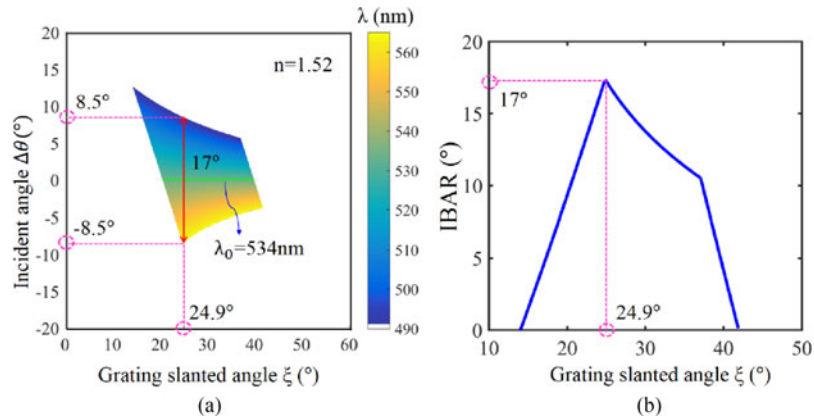 λ (nm)
20
15
10
5
0
-5
-10
-15
-20
Incident angle Δθ(°)
n=1.52
8.5°
17°
-8.5°
λ₀=534nm
24.9°
0 10 20 30 40 50 60
Grating slanted angle ξ (°)
560
550
540
530
520
510
500
490
(a)
20
15
10
5
0
IBAR (°)
17°
24.9°
10 20 30 40 50
Grating slanted angle ξ (°)
(b)